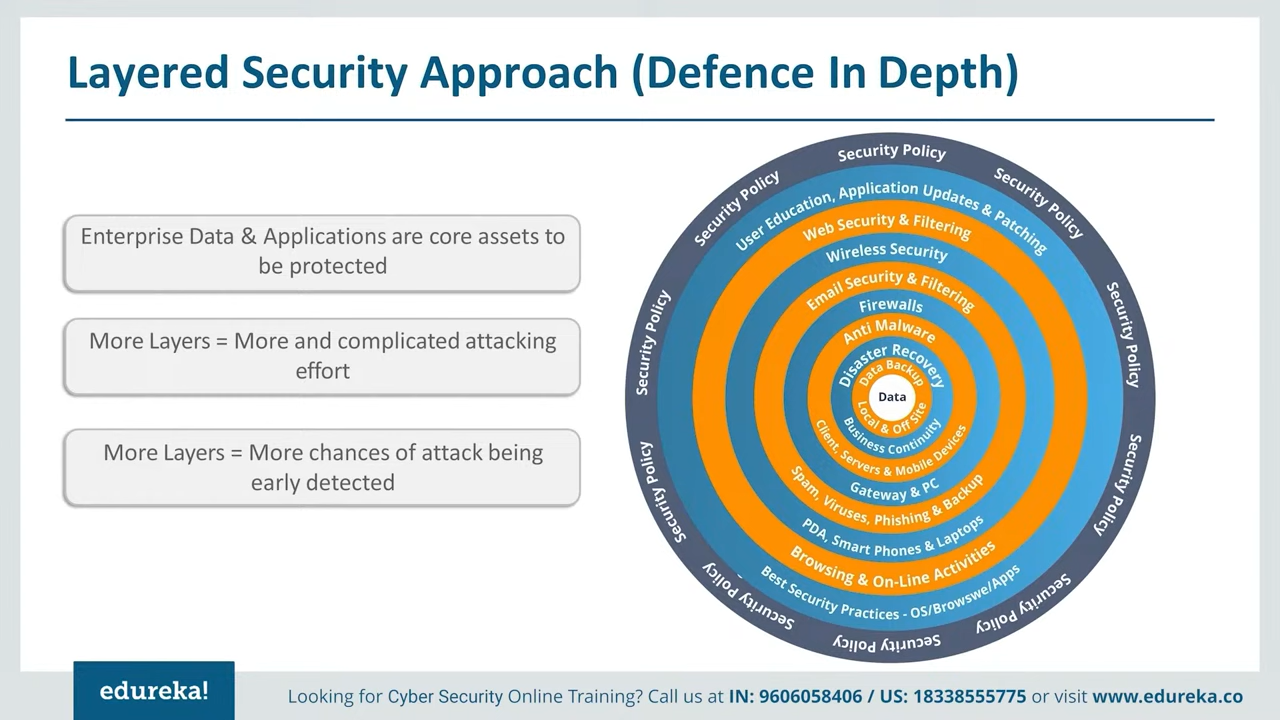 Layered Security Approach (Defence In Depth)
Enterprise Data & Applications are core assets to
be protected
More Layers = More and complicated attacking
effort
More Layers = More chances of attack being
early detected
Security Policy
Security Policy
Security Policy
Security Policy
Security Policy
Security Policy
Security Policy
Security Policy
Security Policy
Security Policy
Security Policy
User Education, Application Updates & Patching
Web Security & Filtering
Wireless Security
Email Security & Filtering
Firewalls
Anti Malware
Disaster Recovery
Data Backup
Data
Local & Off Site
Business Continuity
Client, Servers & Mobile Devices
Gateway & PC
Spam, Viruses, Phishing & Backup
PDA, Smart Phones & Laptops
Browsing & On-Line Activities
Best Security Practices - OS/Browswe/Apps
edureka!
Looking for Cyber Security Online Training? Call us at IN: 9606058406 / US: 18338555775 or visit www.edureka.co